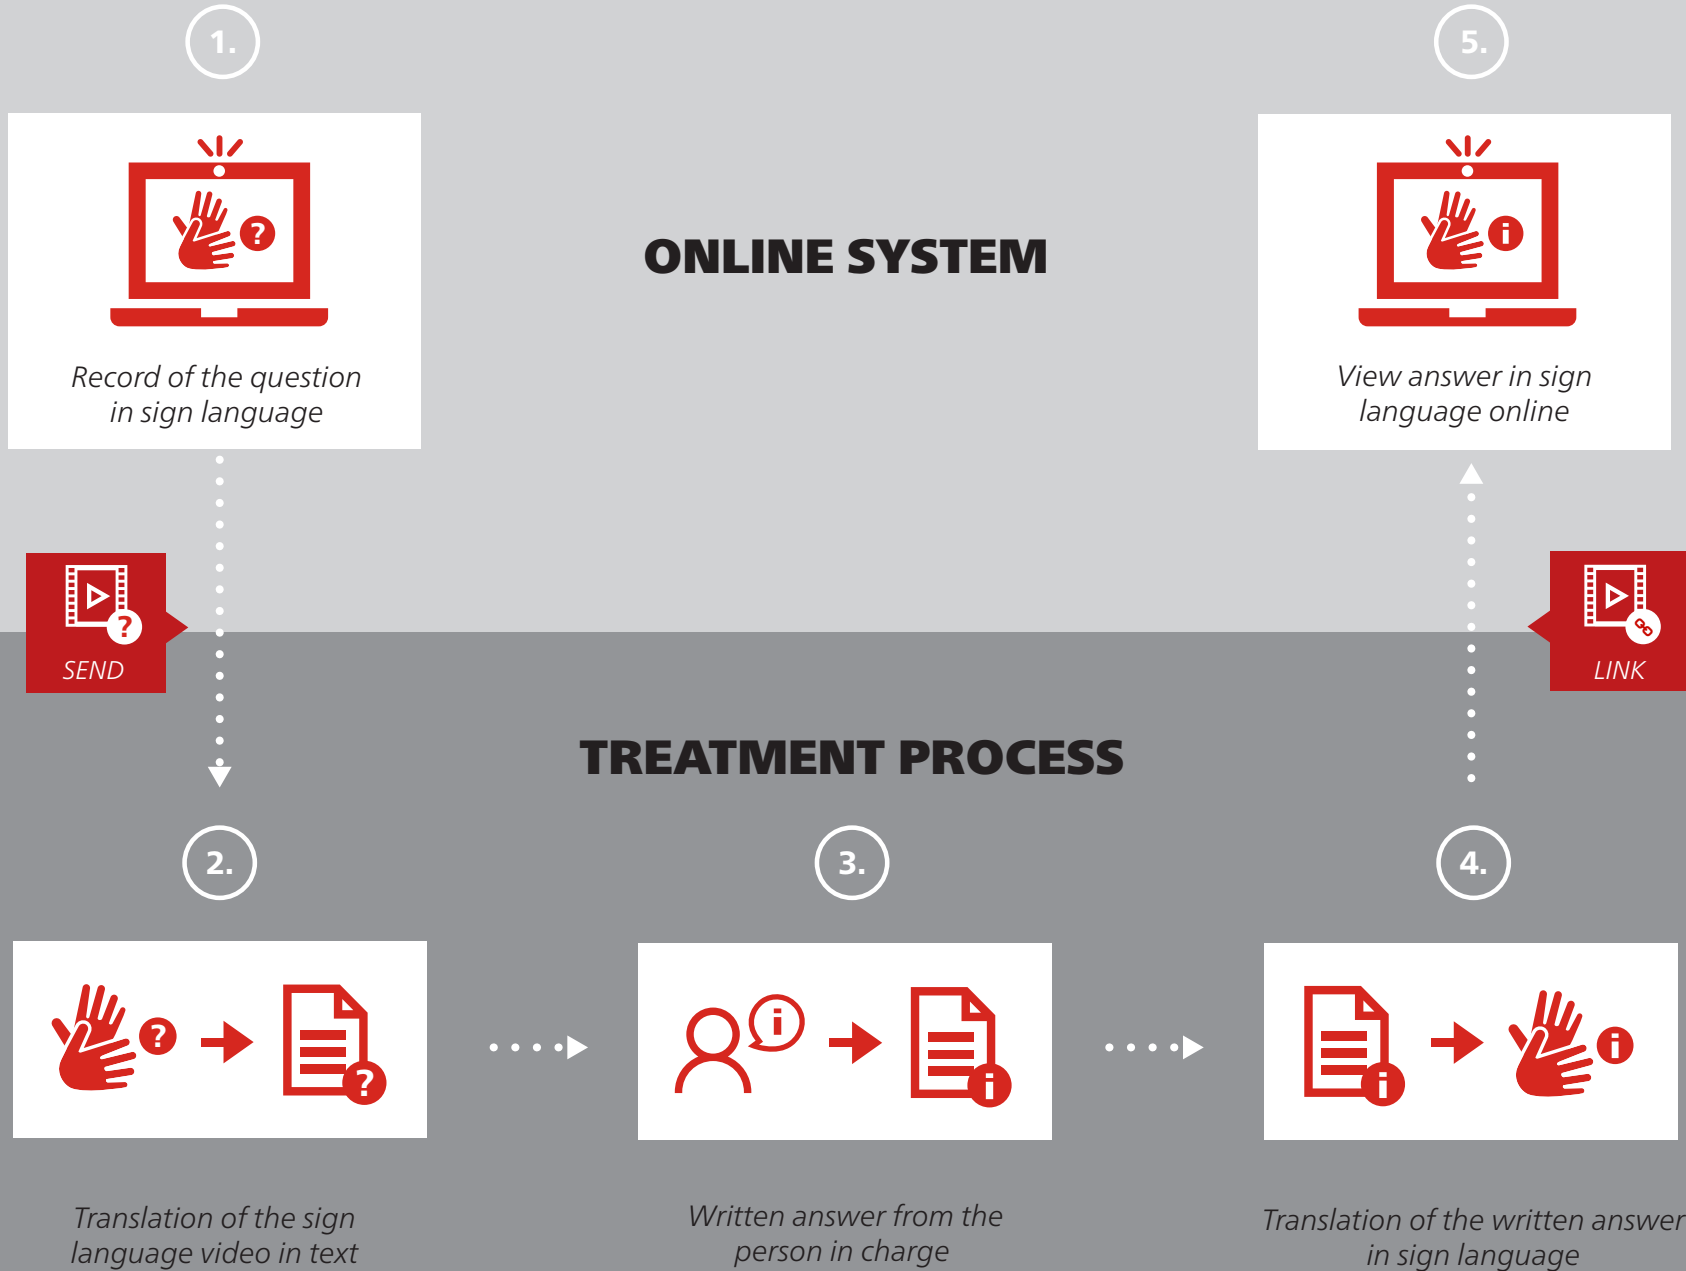 1.
5.
?
i
ONLINE SYSTEM
Record of the question
in sign language
View answer in sign
language online
?
SEND
LINK
TREATMENT PROCESS
2.
3.
4.
?
?
i
i
i
i
Translation of the sign
language video in text
Written answer from the
person in charge
Translation of the written answer
in sign language